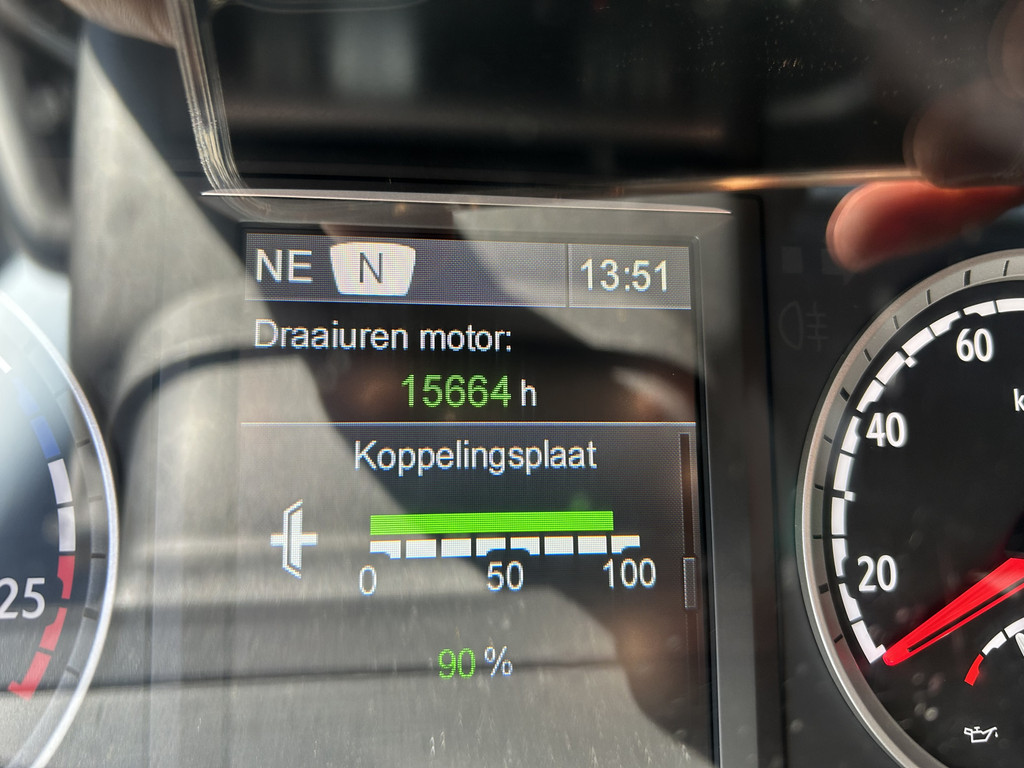 NE N 13:51
Draaiuren motor:
15664 h
Koppelingsplaat
0 50 100
90 %
25
60
40
20